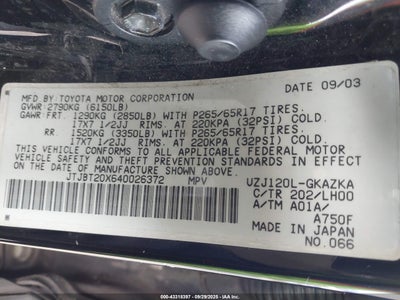 DATE 09/03
MFD.BY TOYOTA MOTOR CORPORATION
GVWR: 2790KG (6150LB)
GAWR: FRT. 1290KG (2850LB) WITH P265/65R17 TIRES.
17X7 1/2JJ RIMS AT 220KPA (32PSI) COLD.
RR. 1520KG (3350LB) WITH P265/65R17 TIRES.
17X7 1/2JJ RIMS AT 220KPA (32PSI) COLD.
THIS VEHICLE CONFORMS TO ALL APPLICABLE
FEDERAL MOTOR VEHICLE SAFETY, BUMPER, AND
THEFT PREVENTION STANDARDS IN EFFECT ON
THE DATE OF MANUFACTURE SHOWN ABOVE.
JTJBT20X640026372 MPV UZJ120L-GKAZKA
C/TR 202/LH00
A/TM A01A/
A750F
MADE IN JAPAN
NO.066
©43318397 - 09/29/2025 - IAAI